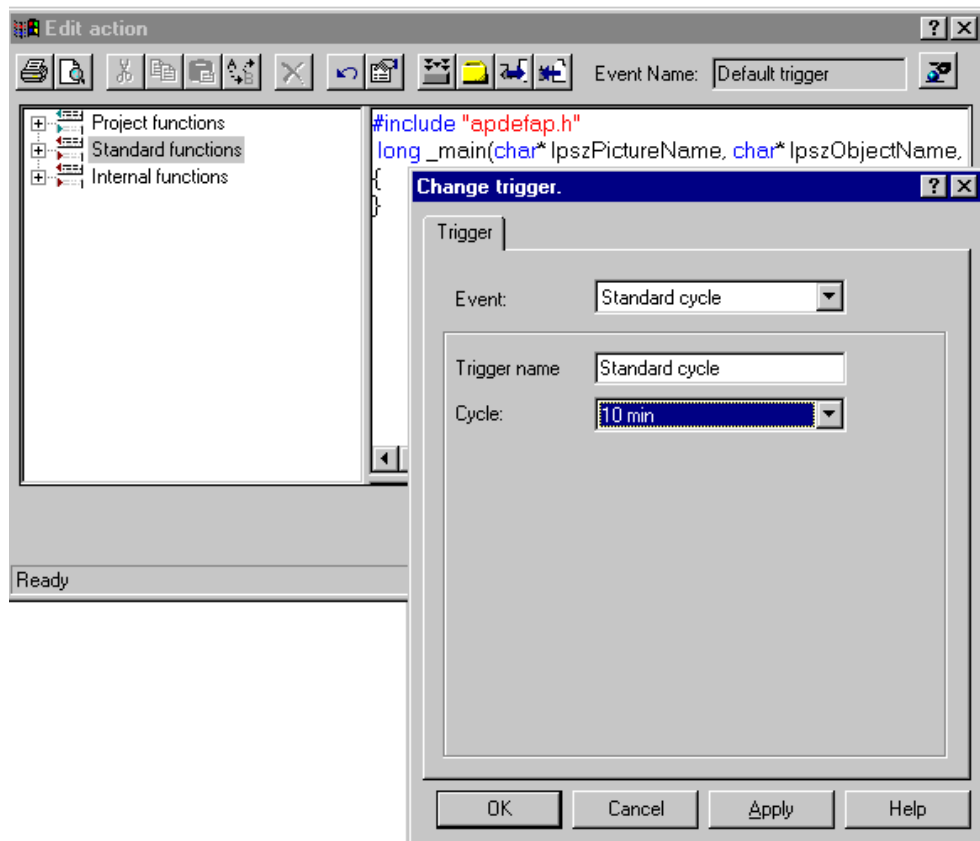 Edit action
Event Name: Default trigger
Project functions
Standard functions
Internal functions
#include "apdefap.h"
long _main(char* lpszPictureName, char* lpszObjectName,
{
}
Change trigger.
Trigger
Event: Standard cycle
Trigger name Standard cycle
Cycle: 10 min
Ready
OK Cancel Apply Help